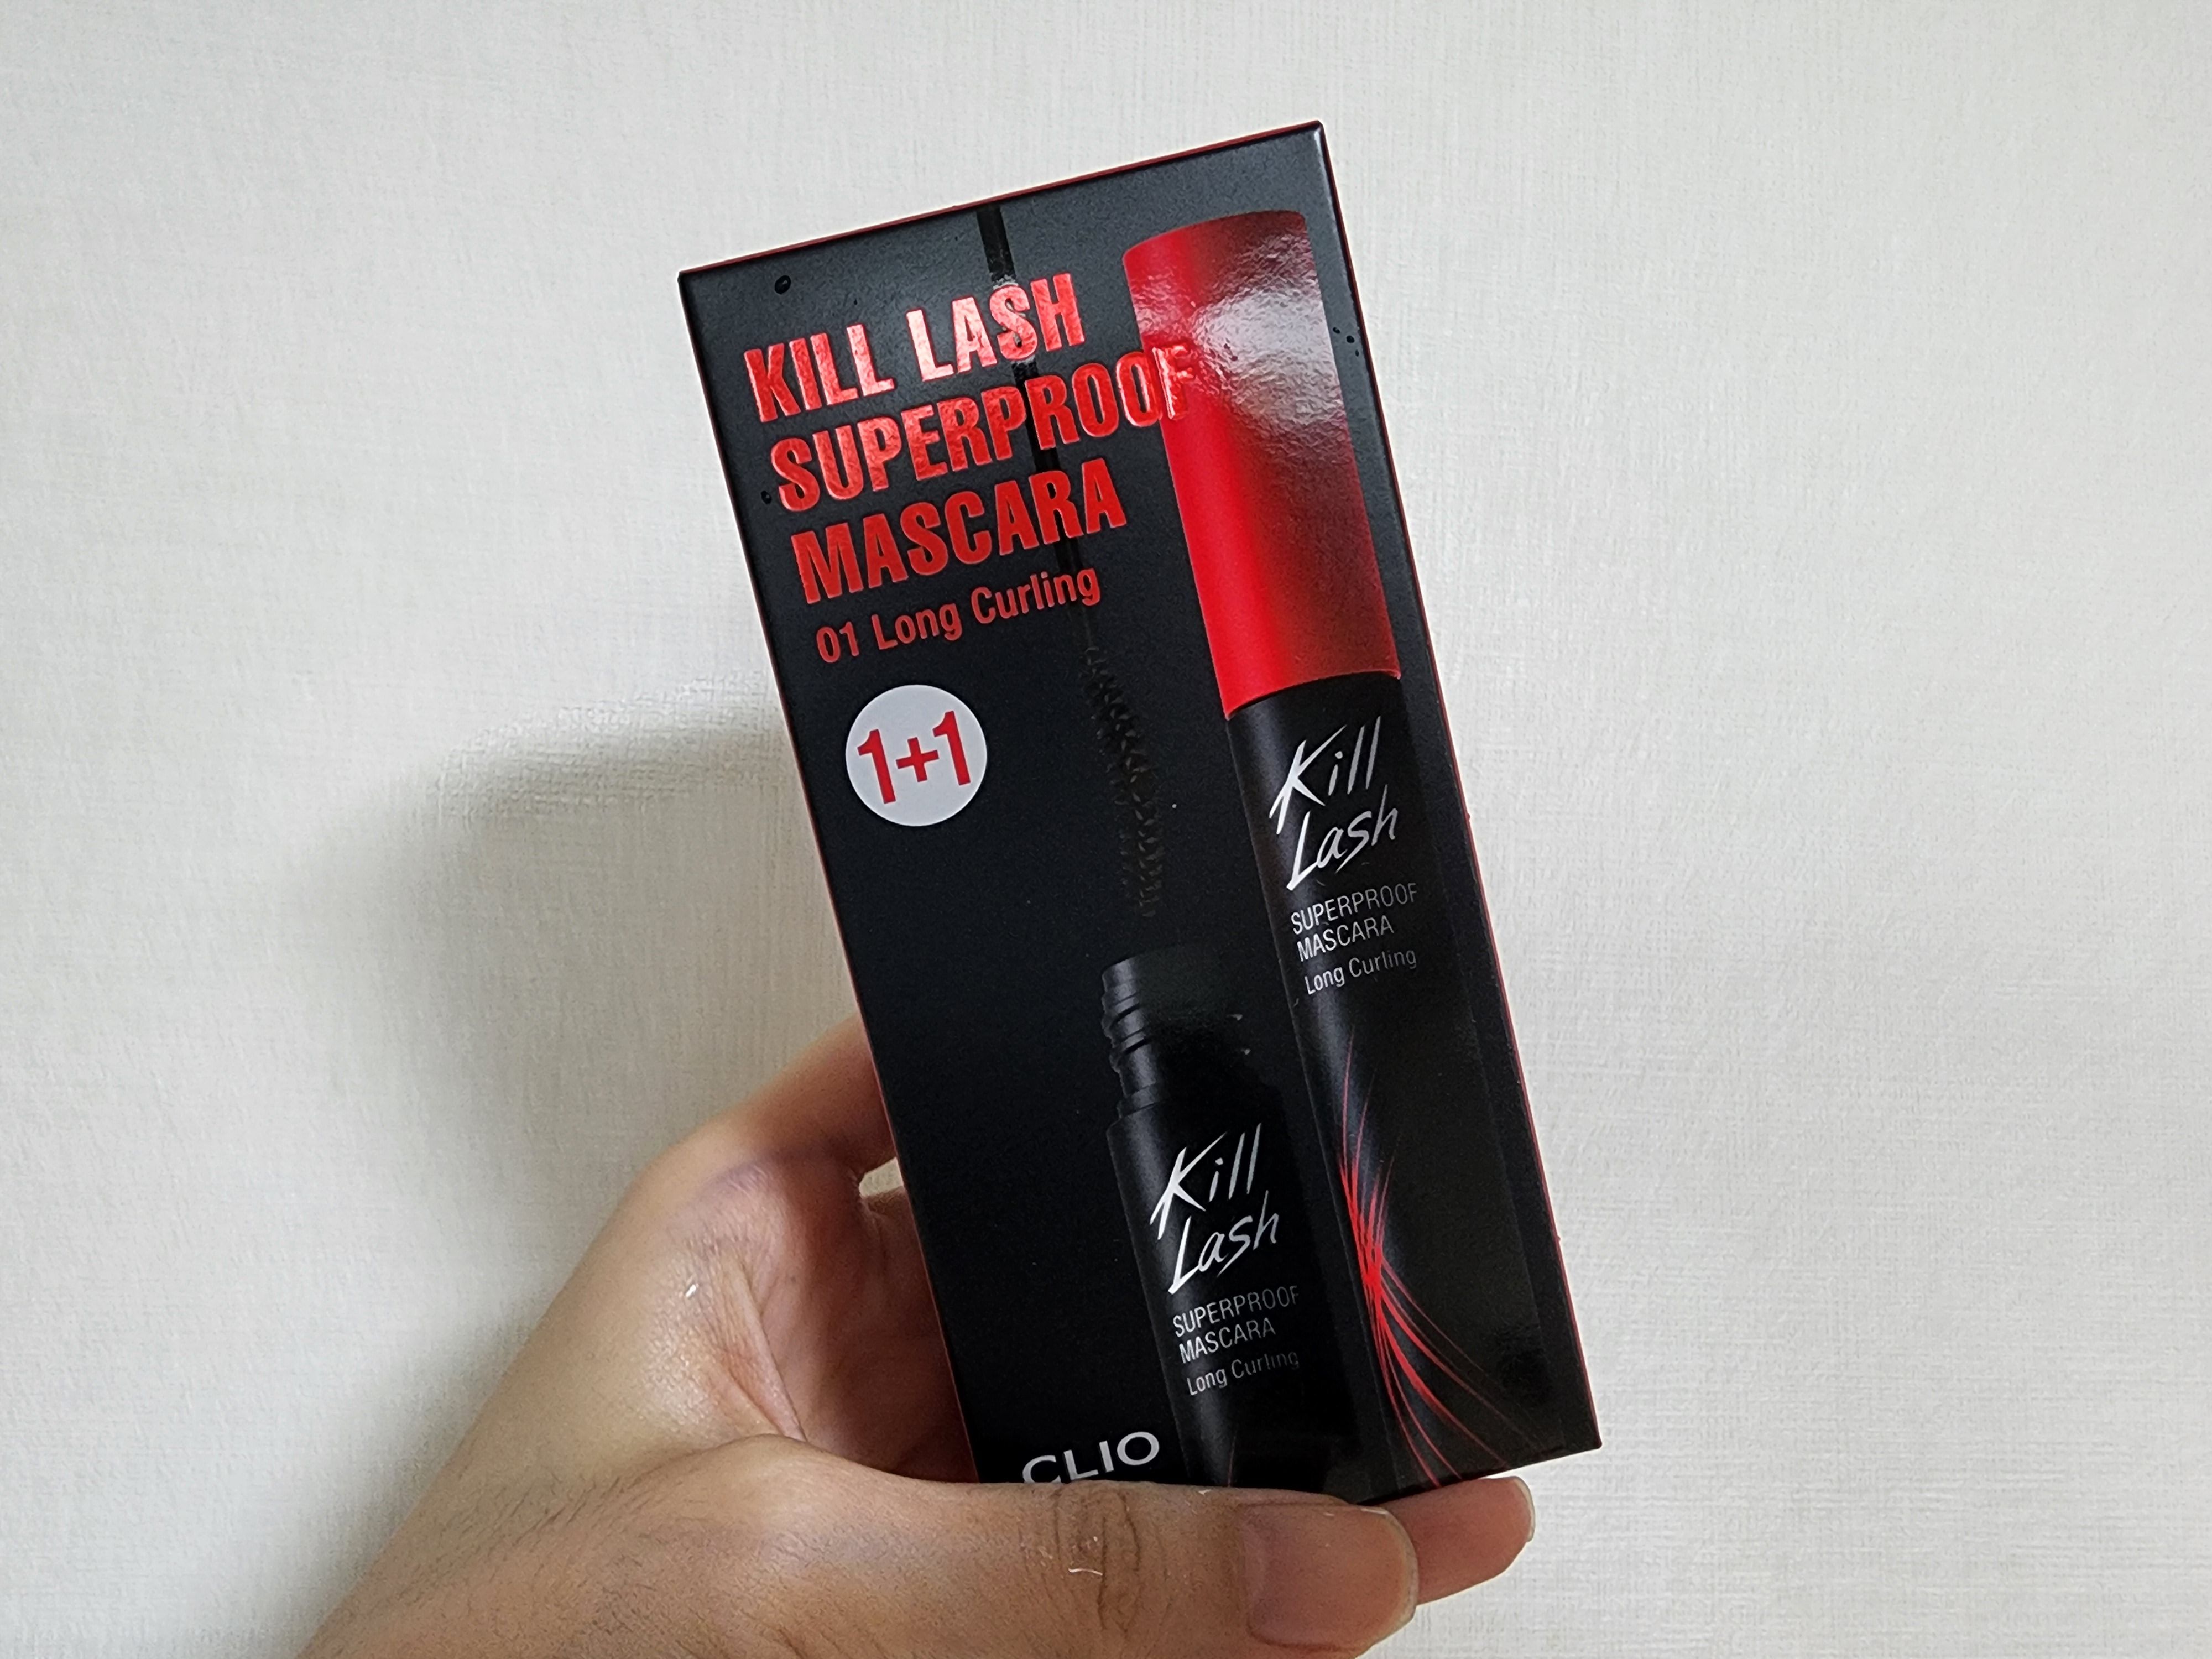 KILL LASH
SUPERPROOF
MASCARA
01 Long Curling
1+1
Kill
Lash
SUPERPROOF
MASCARA
Long Curling
Kill
Lash
SUPERPROOF
MASCARA
Long Curling
CLIO